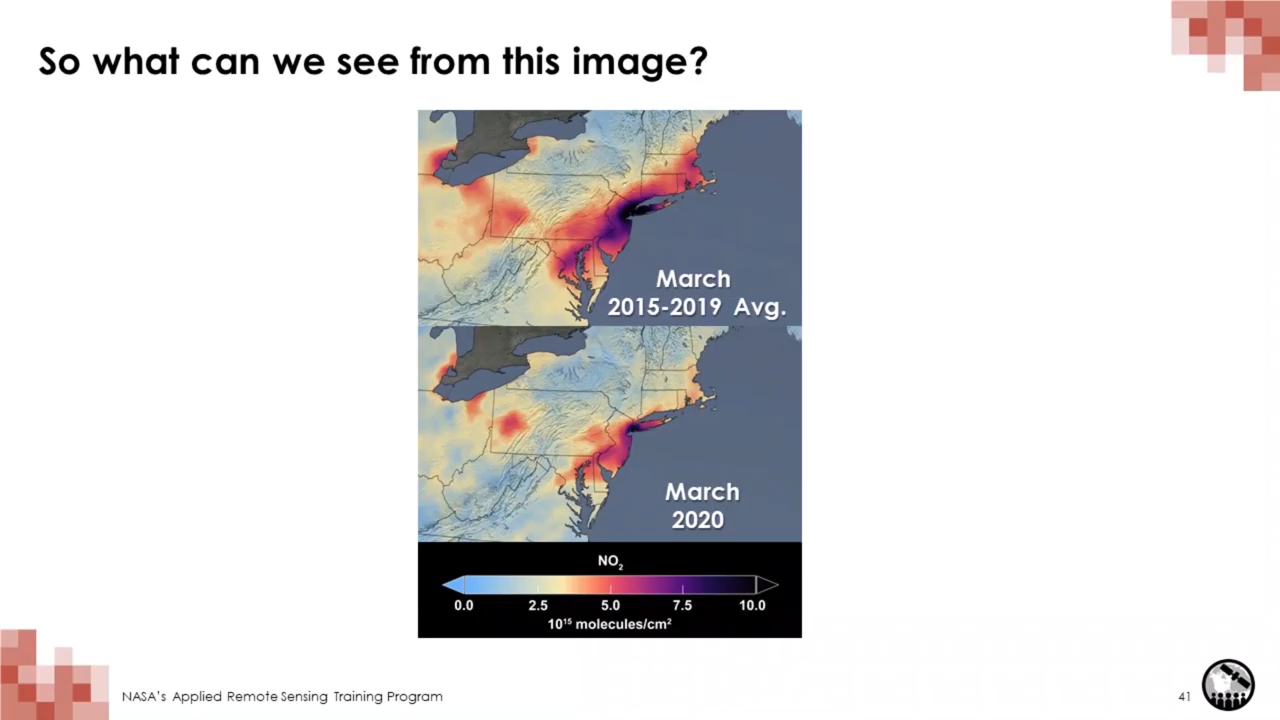 So what can we see from this image?
March
2015-2019 Avg.
March
2020
NO₂
0.0 2.5 5.0 7.5 10.0
10¹⁵ molecules/cm²
NASA's Applied Remote Sensing Training Program
41